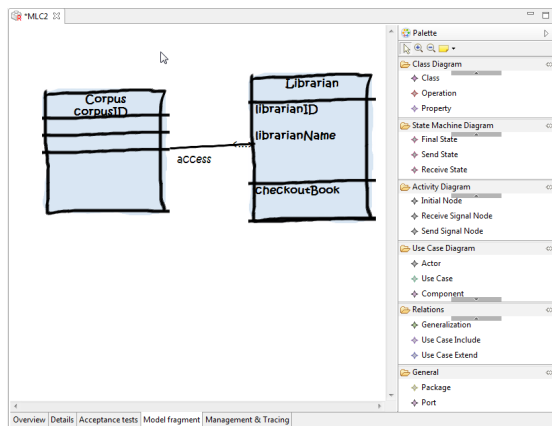 *MLC2
Corpus
corpusID
access
Librarian
librarianID
librarianName
checkoutBook
Palette
Class Diagram
Class
Operation
Property
State Machine Diagram
Final State
Send State
Receive State
Activity Diagram
Initial Node
Receive Signal Node
Send Signal Node
Use Case Diagram
Actor
Use Case
Component
Relations
Generalization
Use Case Include
Use Case Extend
General
Package
Port
Overview Details Acceptance tests Model fragment Management & Tracing